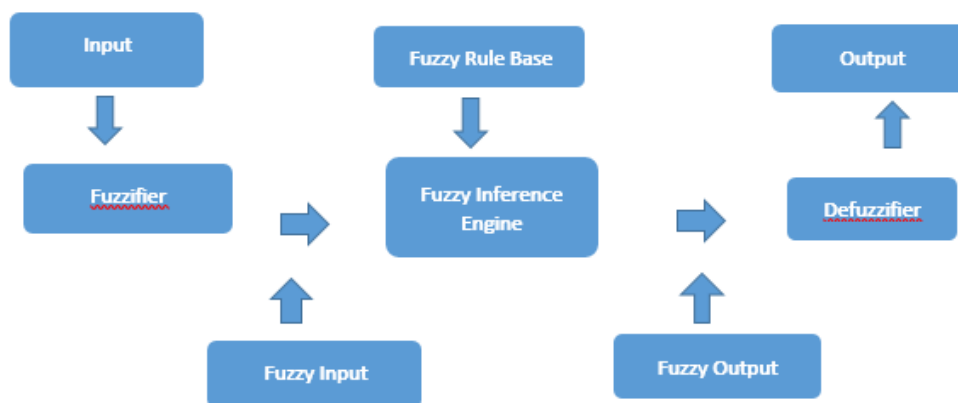 Input
Fuzzy Rule Base
Output
Fuzzifier
Fuzzy Inference
Engine
Defuzzifier
Fuzzy Input
Fuzzy Output